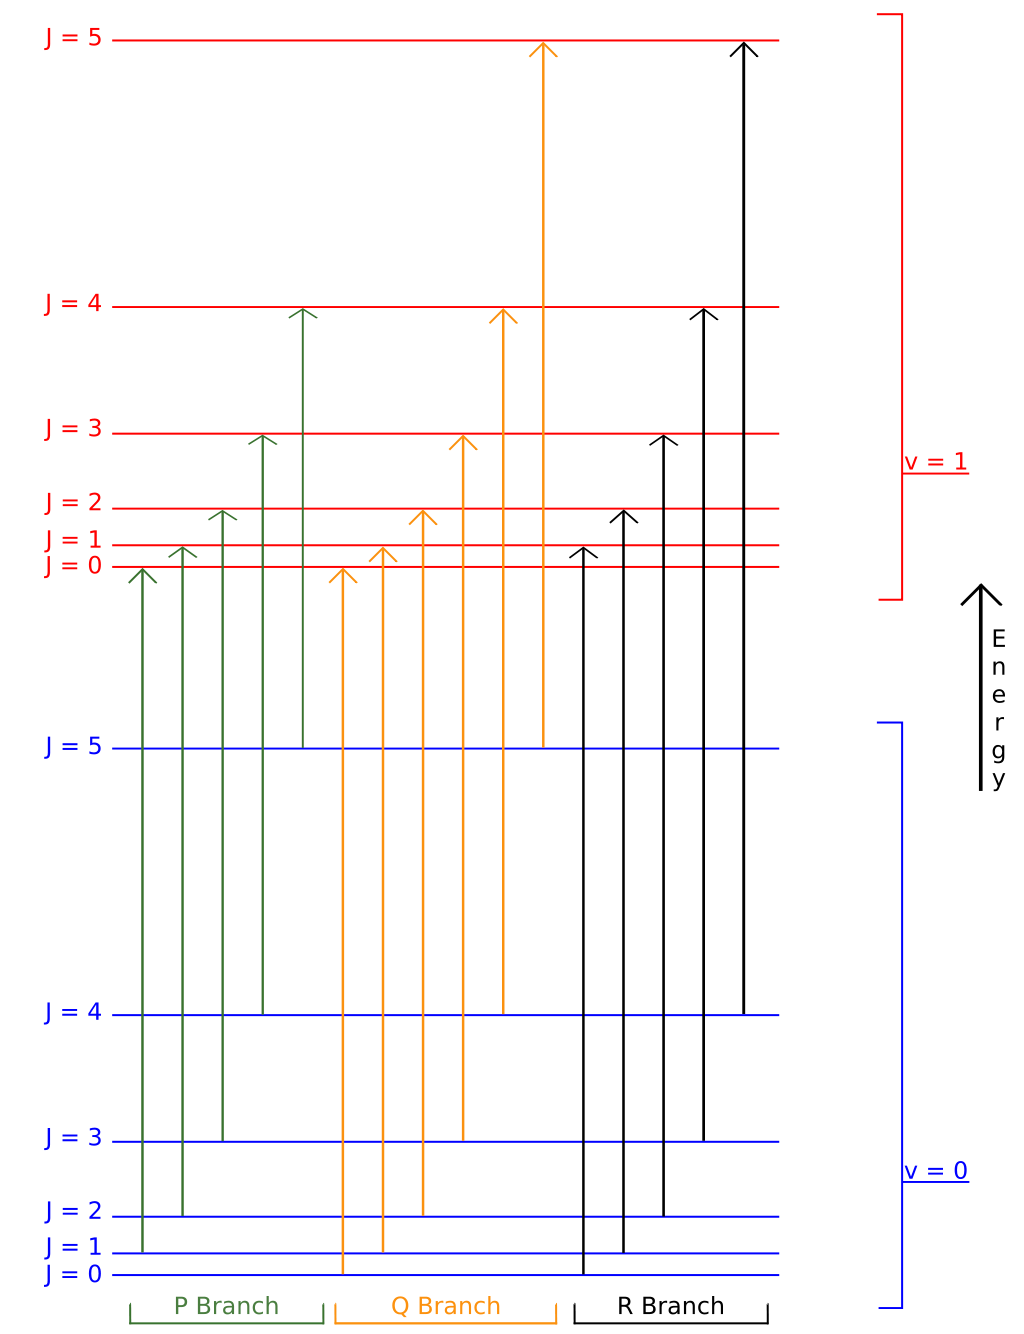 J = 5
J = 4
J = 3
v = 1
J = 2
J = 1
J = 0
Energy
J = 5
J = 4
J = 3
v = 0
J = 2
J = 1
J = 0
P Branch
Q Branch
R Branch